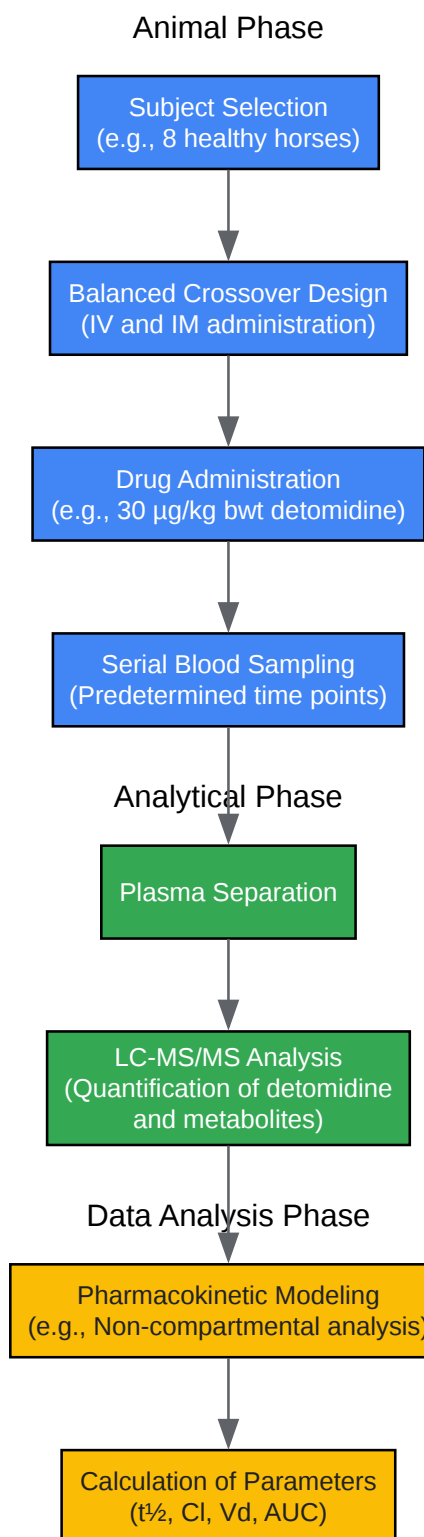 Animal Phase
Subject Selection
(e.g., 8 healthy horses)
Balanced Crossover Design
(IV and IM administration)
Drug Administration
(e.g., 30 µg/kg bwt detomidine)
Serial Blood Sampling
(Predetermined time points)
Analytical Phase
Plasma Separation
LC-MS/MS Analysis
(Quantification of detomidine
and metabolites)
Data Analysis Phase
Pharmacokinetic Modeling
(e.g., Non-compartmental analysis)
Calculation of Parameters
(t½, Cl, Vd, AUC)